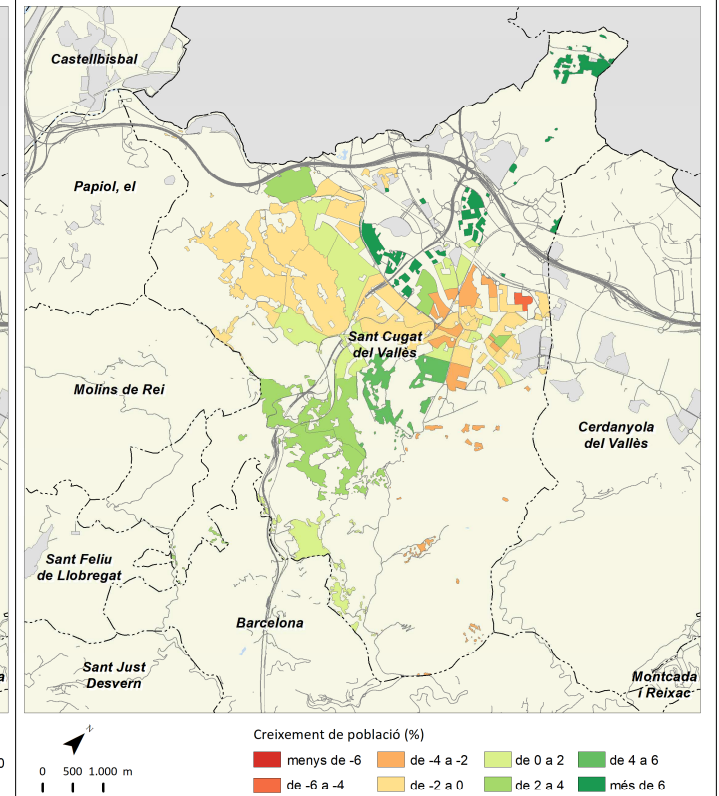 Castellbisbal
Papiol, el
Sant Cugat
del Vallès
Molins de Rei
Cerdanyola
del Vallès
Sant Feliu
de Llobregat
Barcelona
Sant Just
Desvern
Montcada
i Reixac
a
N
Creixement de població (%)
menys de -6
de -4 a -2
de 0 a 2
de 4 a 6
0
0 500 1.000 m
de -6 a -4
de -2 a 0
de 2 a 4
més de 6